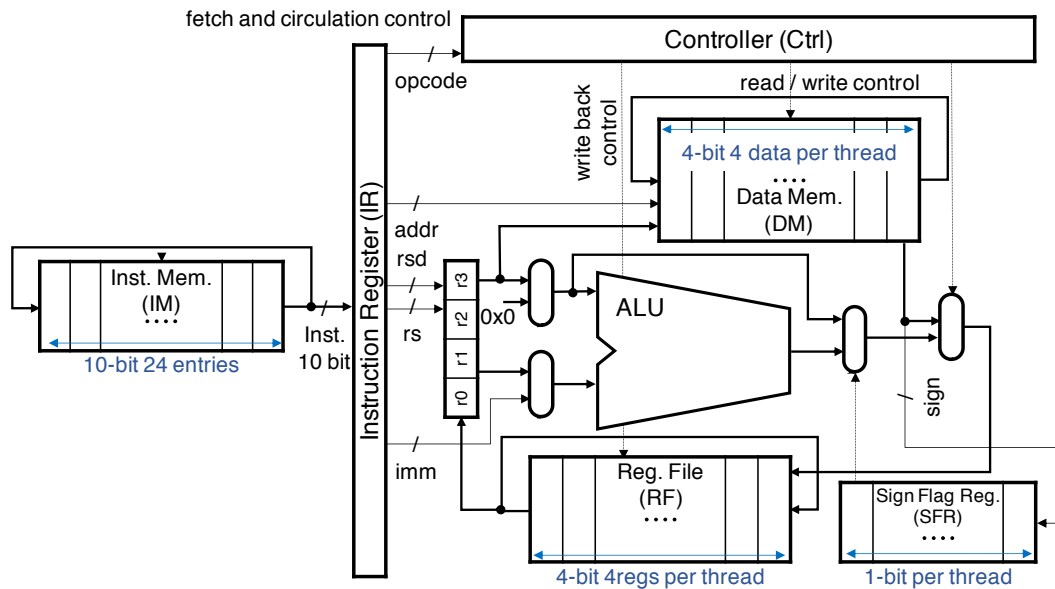 fetch and circulation control
Controller (Ctrl)
opcode
read / write control
write back
control
4-bit 4 data per thread
....
Data Mem.
(DM)
Instruction Register (IR)
addr
rsd
rs
Inst. Mem.
(IM)
....
10-bit 24 entries
Inst.
10 bit
r3
r2
r1
r0
0x0
ALU
sign
imm
Reg. File
(RF)
....
4-bit 4regs per thread
Sign Flag Reg.
(SFR)
....
1-bit per thread